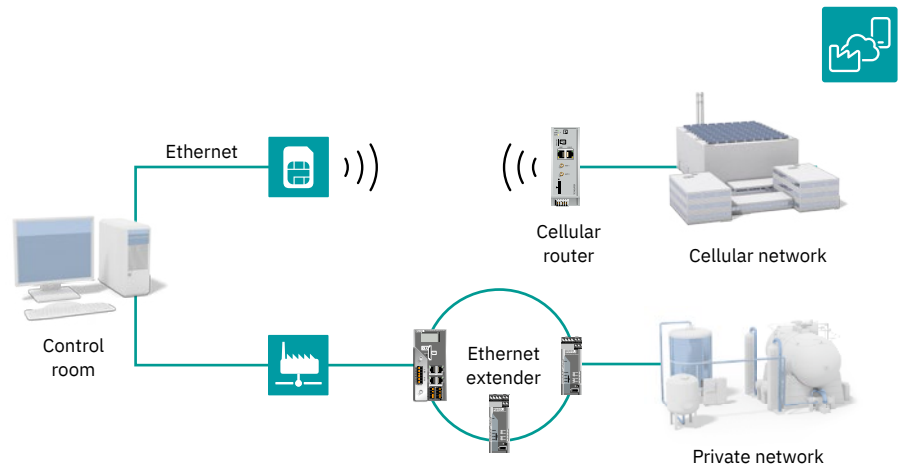 Ethernet
Cellular
router
Cellular network
Control
room
Ethernet
extender
Private network